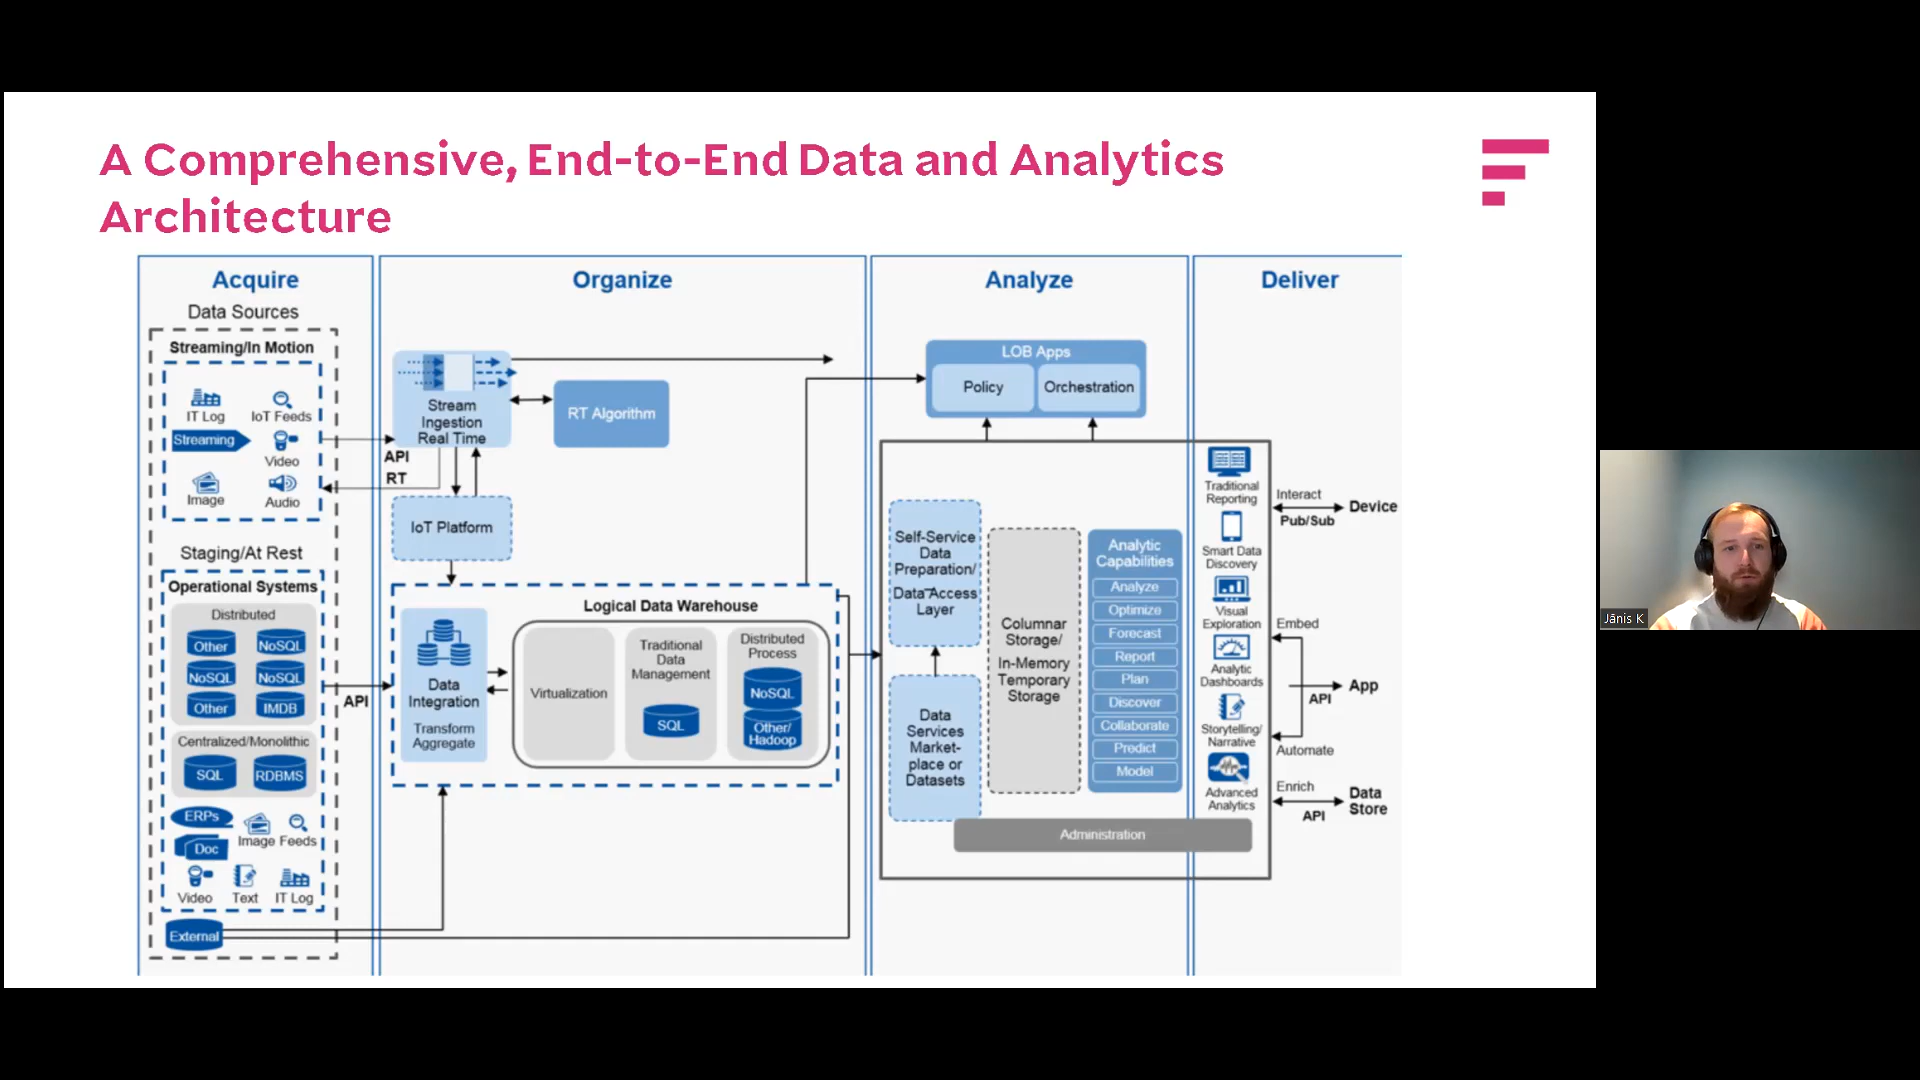 A Comprehensive, End-to-End Data and Analytics
Architecture
Acquire
Data Sources
Streaming/In Motion
IT Log
IoT Feeds
Streaming
Video
Image
Audio
Staging/At Rest
Operational Systems
Distributed
Other
NoSQL
NoSQL
NoSQL
Other
IMDB
Centralized/Monolithic
SQL
RDBMS
ERPs
Doc
Image
Feeds
Video
Text
IT Log
External
API
RT
API
Organize
Stream
Ingestion
Real Time
RT Algorithm
IoT Platform
Logical Data Warehouse
Data
Integration
Transform
Aggregate
Virtualization
Traditional
Data
Management
SQL
Distributed
Process
NoSQL
Other/
Hadoop
Analyze
LOB Apps
Policy
Orchestration
Self-Service
Data
Preparation/
Data Access
Layer
Data
Services
Market-
place or
Datasets
Columnar
Storage/
In-Memory
Temporary
Storage
Analytic
Capabilities
Analyze
Optimize
Forecast
Report
Plan
Discover
Collaborate
Predict
Model
Administration
Deliver
Traditional
Reporting
Smart Data
Discovery
Visual
Exploration
Analytic
Dashboards
Storytelling/
Narrative
Advanced
Analytics
Interact
Pub/Sub
Device
Embed
API
App
Automate
Enrich
API
Data
Store
Jānis K